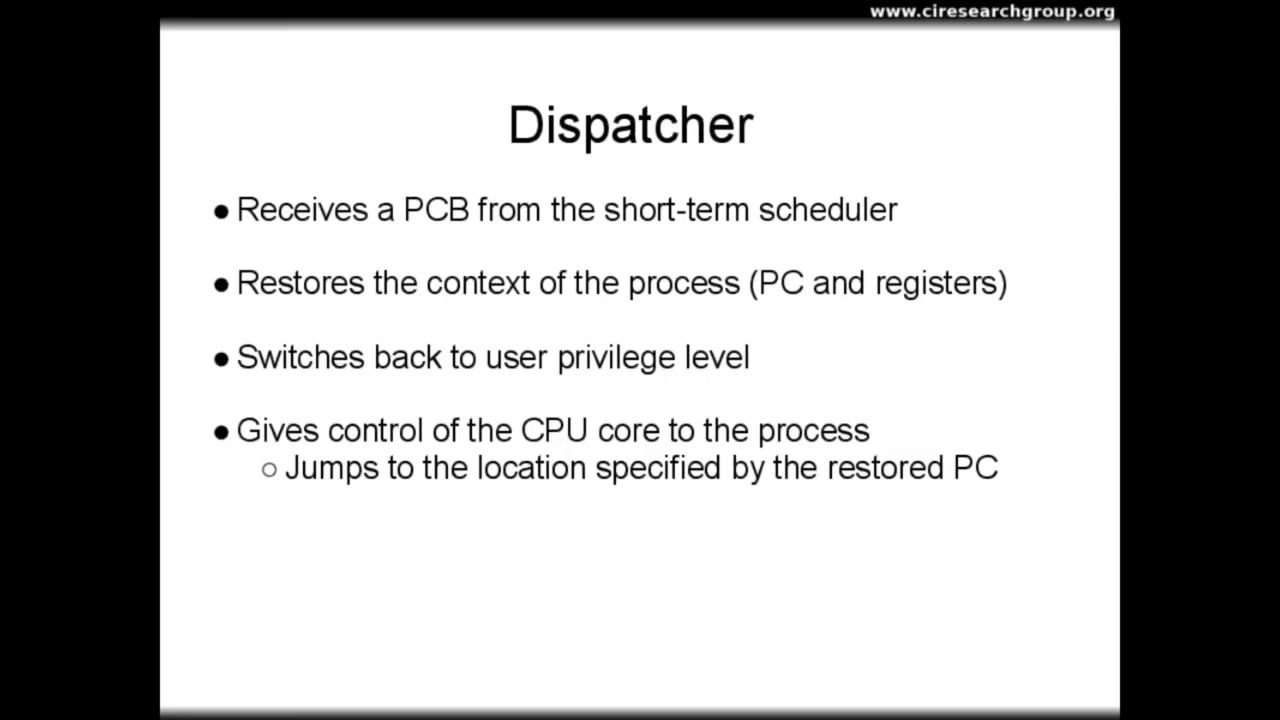 www.ciresearchgroup.org
Dispatcher
● Receives a PCB from the short-term scheduler
● Restores the context of the process (PC and registers)
● Switches back to user privilege level
● Gives control of the CPU core to the process
○ Jumps to the location specified by the restored PC